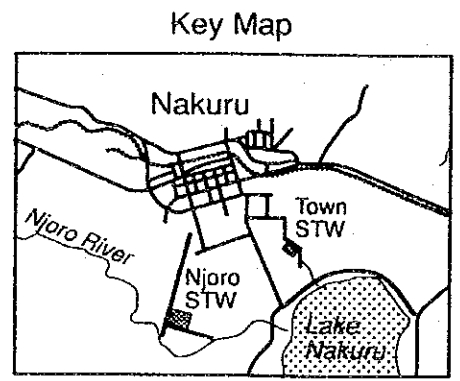 Key Map
Nakuru
Njoro River
Town
STW
Njoro
STW
Lake
Nakuru